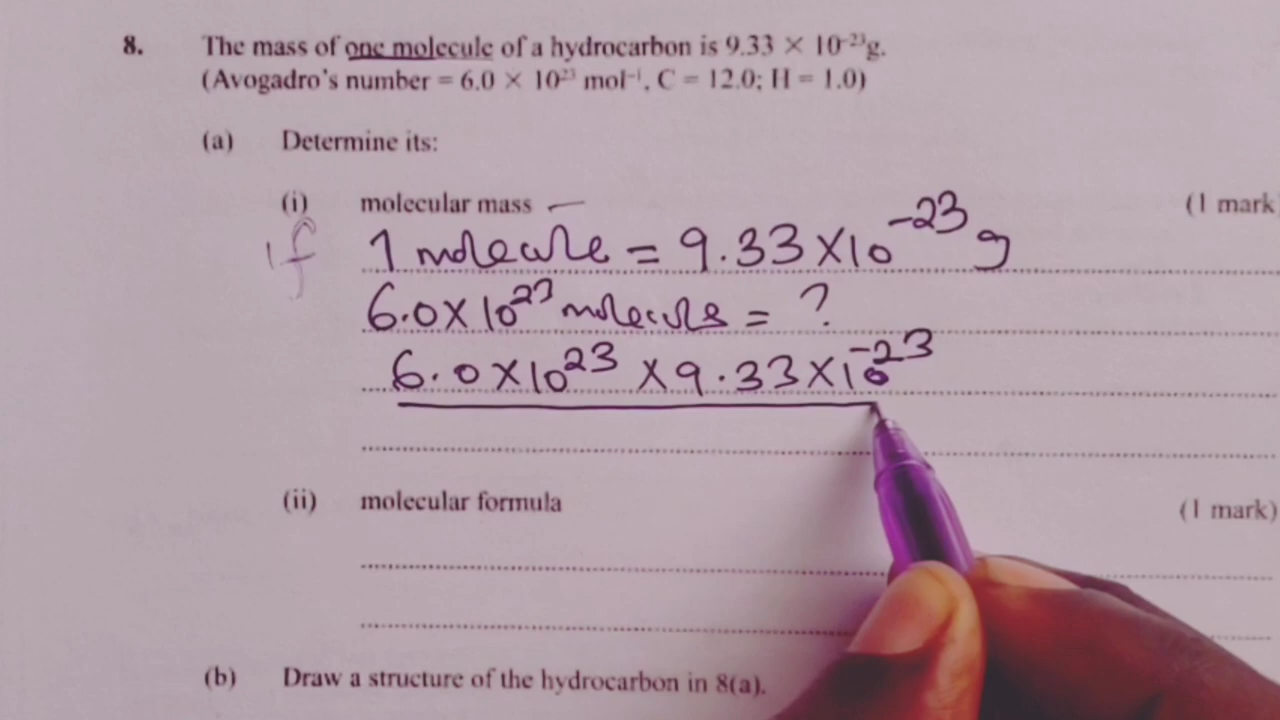 8. The mass of one molecule of a hydrocarbon is 9.33 × 10⁻²³g.
(Avogadro's number = 6.0 × 10²³ mol⁻¹, C = 12.0; H = 1.0)
(a) Determine its:
(i) molecular mass — (1 mark
If 1 molecule = 9.33 × 10⁻²³ g
6.0 × 10²³ molecules = ?
6.0 × 10²³ × 9.33 × 10⁻²³
(ii) molecular formula (1 mark)
(b) Draw a structure of the hydrocarbon in 8(a).